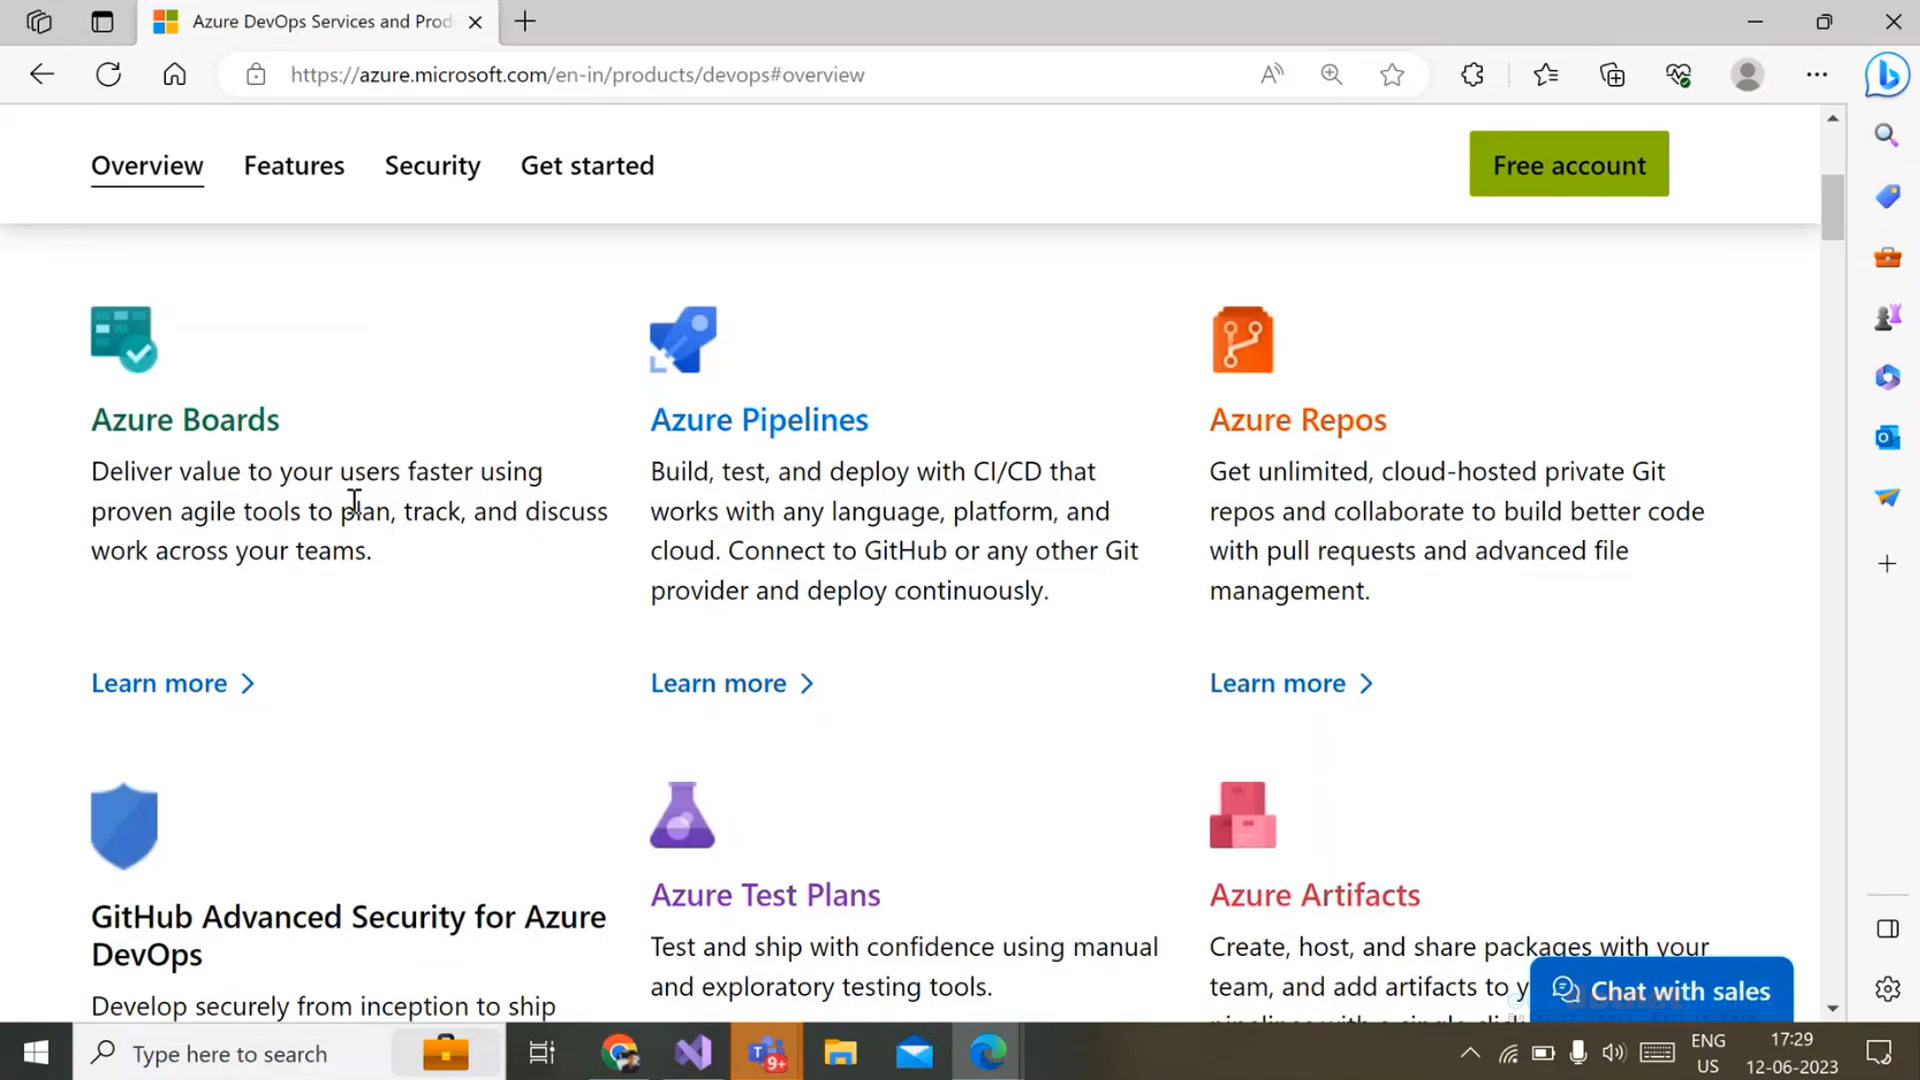 Azure DevOps Services and Prod
https://azure.microsoft.com/en-in/products/devops#overview
Overview Features Security Get started Free account
Azure Boards
Deliver value to your users faster using
proven agile tools to plan, track, and discuss
work across your teams.
Learn more
Azure Pipelines
Build, test, and deploy with CI/CD that
works with any language, platform, and
cloud. Connect to GitHub or any other Git
provider and deploy continuously.
Learn more
Azure Repos
Get unlimited, cloud-hosted private Git
repos and collaborate to build better code
with pull requests and advanced file
management.
Learn more
GitHub Advanced Security for Azure
DevOps
Develop securely from inception to ship
Azure Test Plans
Test and ship with confidence using manual
and exploratory testing tools.
Azure Artifacts
Create, host, and share packages with your
team, and add artifacts to
Chat with sales
Type here to search
9+
ENG
US
17:29
12-06-2023